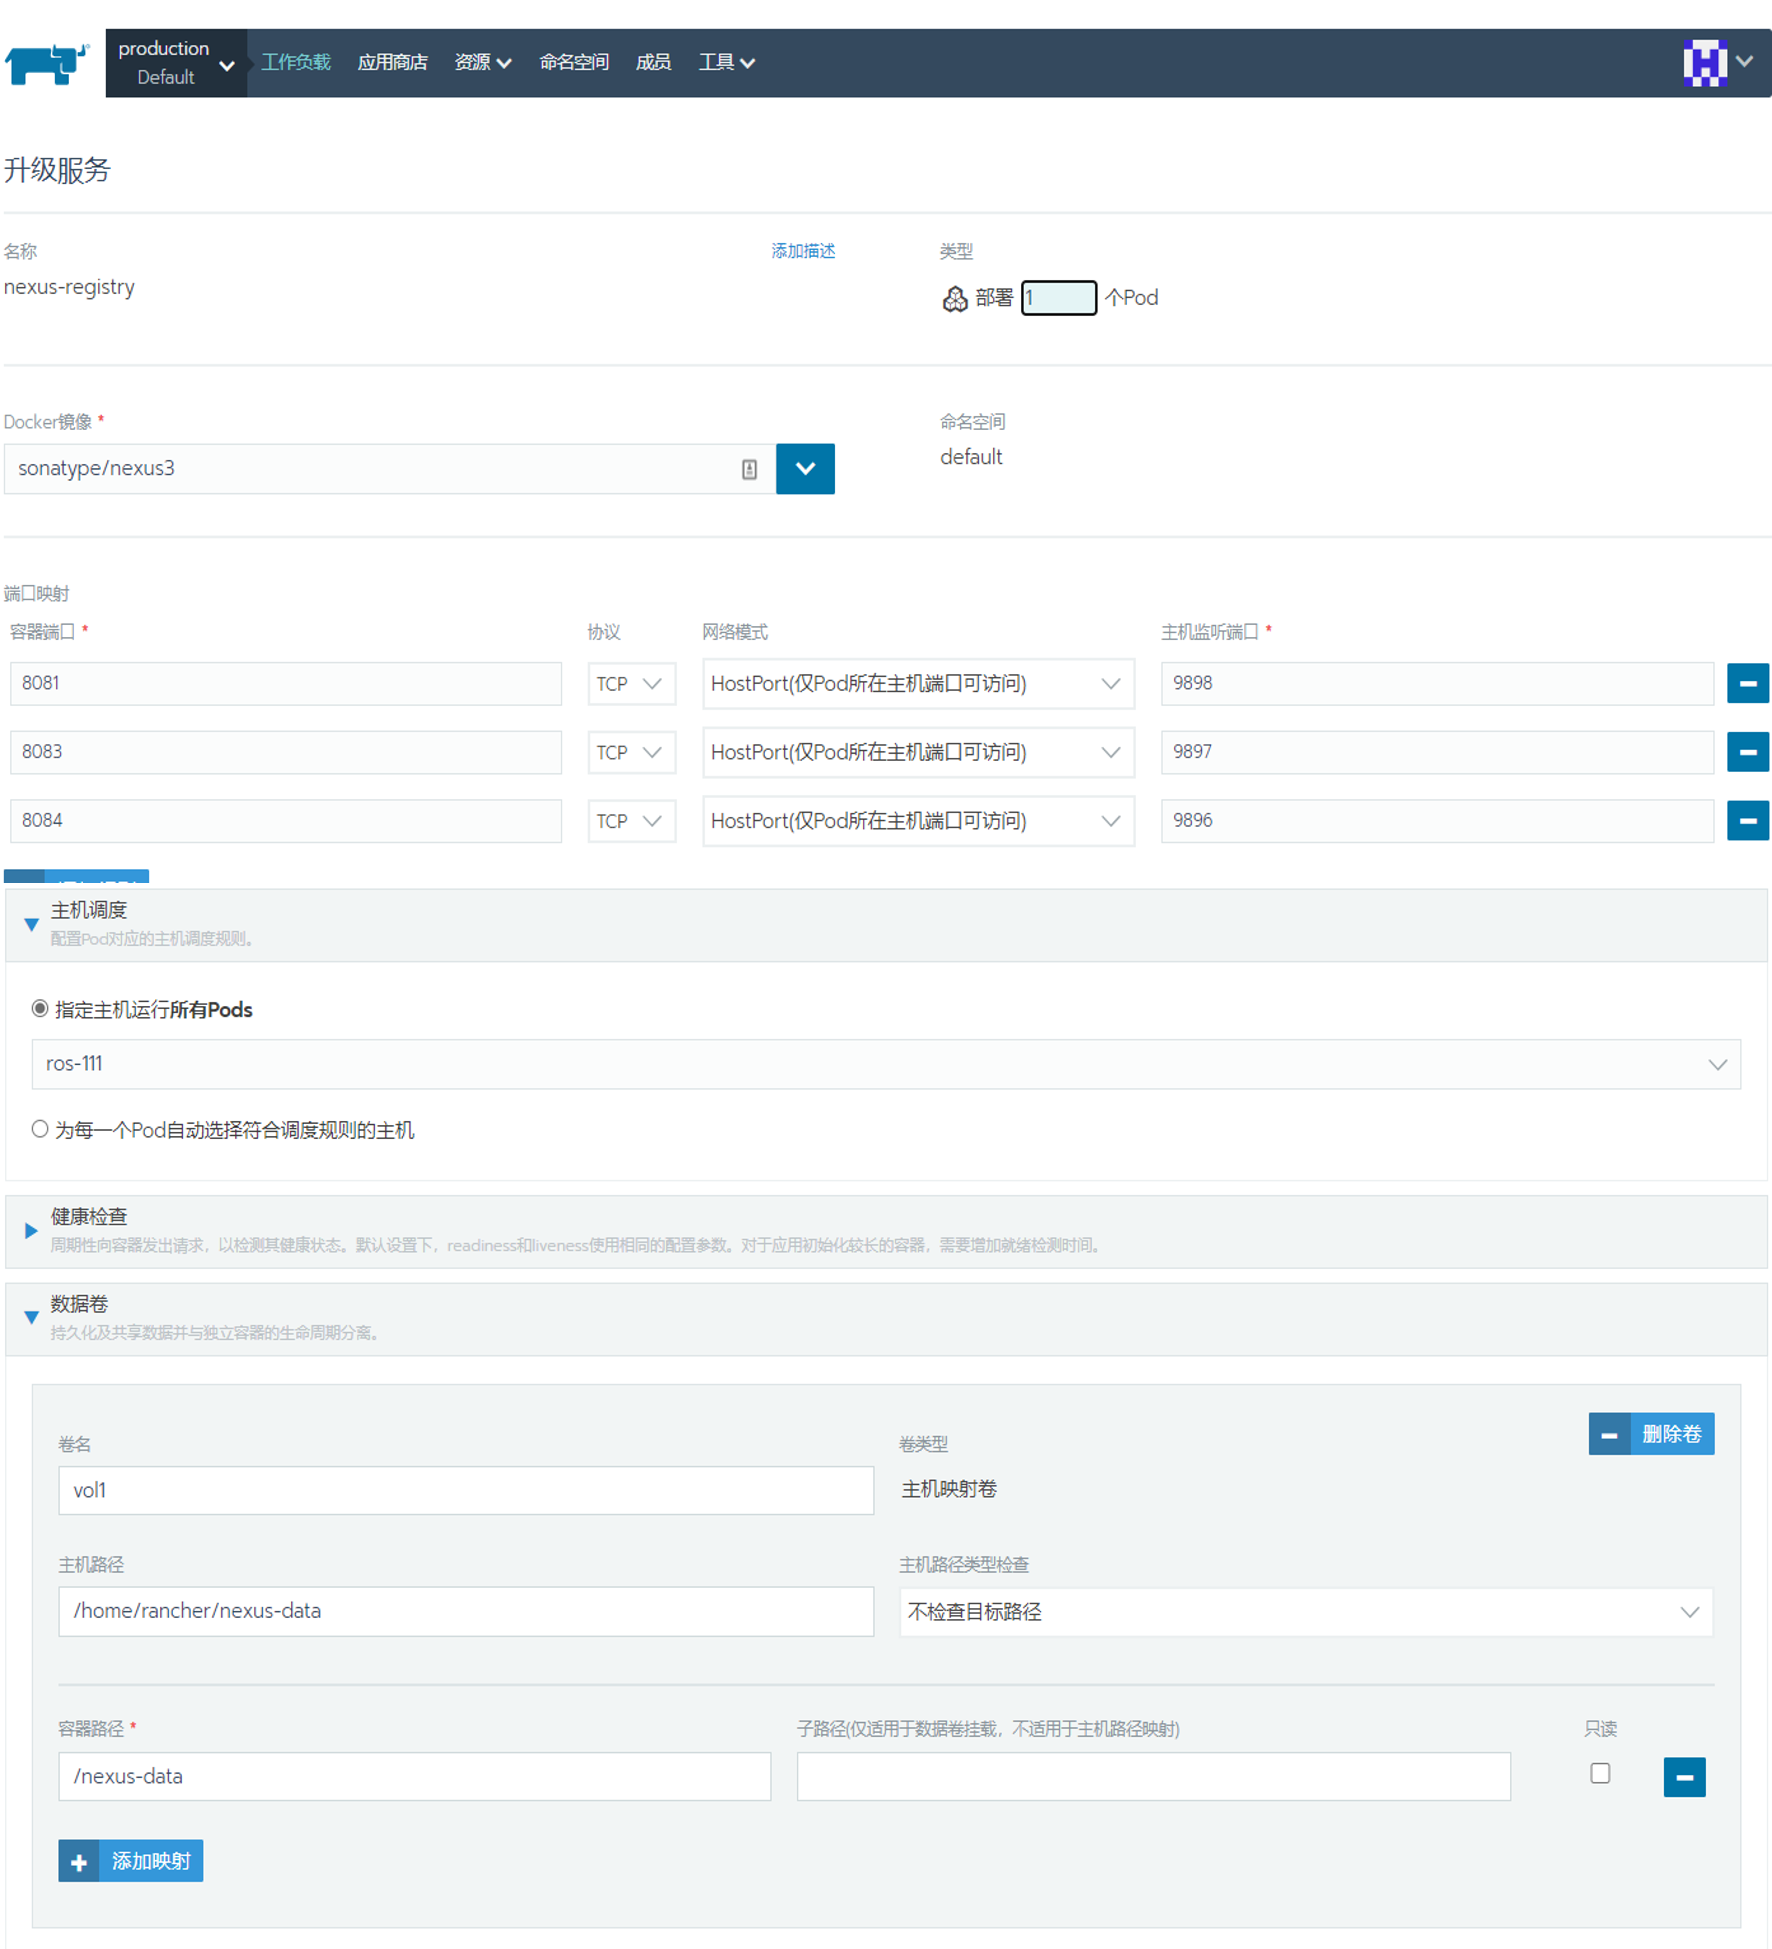 production
Default
工作负载 应用商店 资源 命名空间 成员 工具
升级服务
名称 添加描述 类型
nexus-registry
部署 1 个Pod
Docker镜像 * 命名空间
sonatype/nexus3 default
端口映射
容器端口 * 协议 网络模式 主机监听端口 *
8081 TCP HostPort(仅Pod所在主机端口可访问) 9898
8083 TCP HostPort(仅Pod所在主机端口可访问) 9897
8084 TCP HostPort(仅Pod所在主机端口可访问) 9896
主机调度
配置Pod对应的主机调度规则。
指定主机运行所有Pods
ros-111
为每一个Pod自动选择符合调度规则的主机
健康检查
周期性向容器发出请求，以检测其健康状态。默认设置下，readiness和liveness使用相同的配置参数。对于应用初始化较长的容器，需要增加就绪检测时间。
数据卷
持久化及共享数据并与独立容器的生命周期分离。
删除卷
卷名 卷类型
vol1 主机映射卷
主机路径 主机路径类型检查
/home/rancher/nexus-data 不检查目标路径
容器路径 * 子路径(仅适用于数据卷挂载，不适用于主机路径映射) 只读
/nexus-data
添加映射